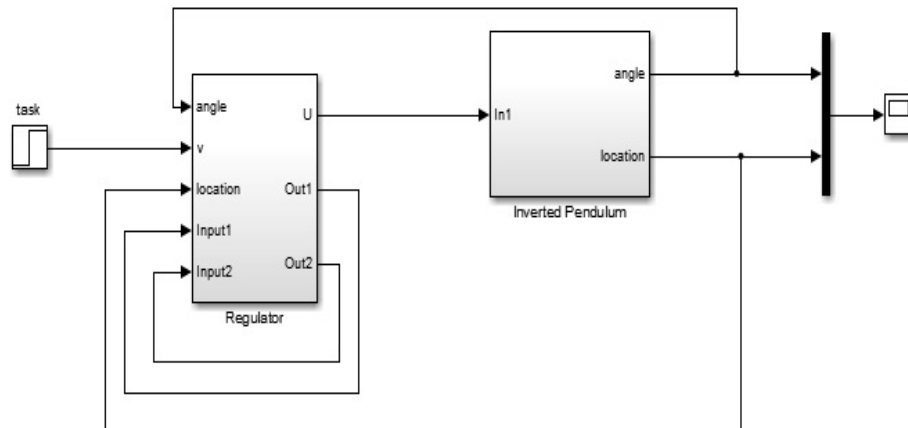 task
angle
v
location
Input1
Input2
U
Out1
Out2
Regulator
In1
angle
location
Inverted Pendulum